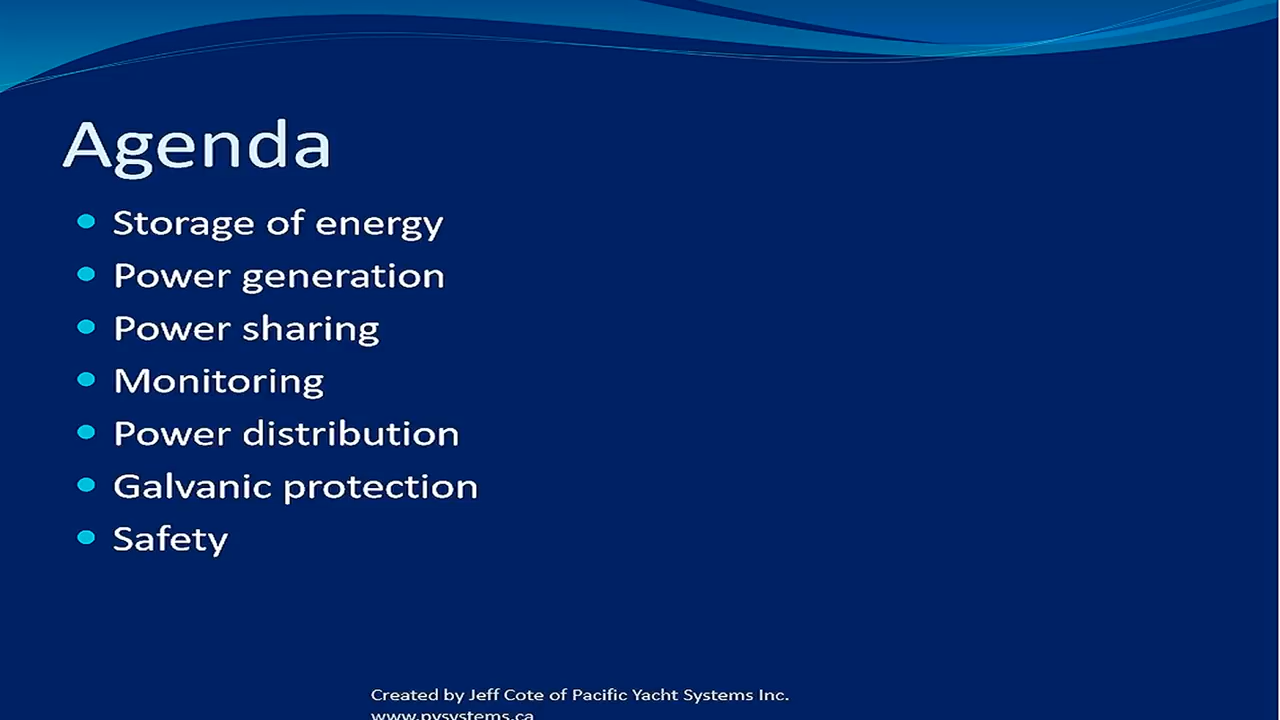 Agenda
Storage of energy
Power generation
Power sharing
Monitoring
Power distribution
Galvanic protection
Safety
Created by Jeff Cote of Pacific Yacht Systems Inc.
www.pysystems.ca